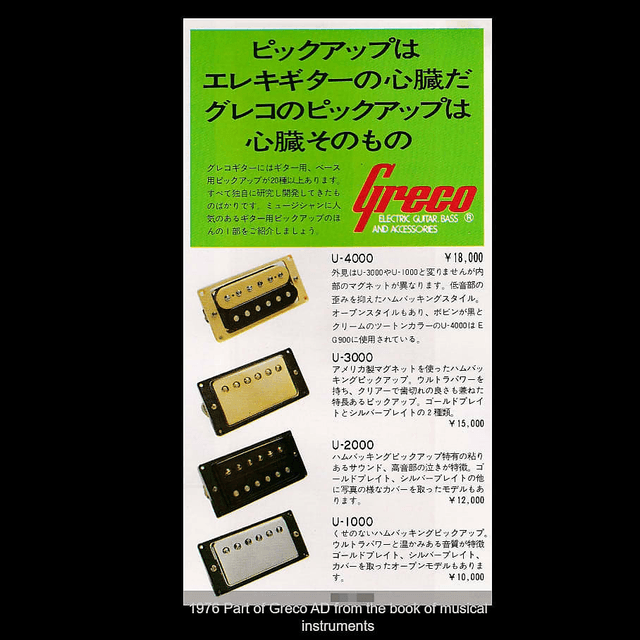 ピックアップは
エレキギターの心臓だ
グレコのピックアップは
心臓そのもの
グレコギターにはギター用、ベース
用ピックアップが20種以上あります。
すべて独自に研究し開発してきたも
のばかりです。ミュージシャンに人
気のあるギター用ピックアップのほ
んの1部をご紹介しましょう。
Greco
ELECTRIC GUITAR, BASS ®
AND ACCESSORIES
U-4000 ¥18,000
外見はU-3000やU-1000と変りませんが内
部のマグネットが異なります。低音部の
歪みを抑えたハムバッキングスタイル。
オープンスタイルもあり、ボビンが黒と
クリームのツートンカラーのU-4000はE
G900に使用されている。
U-3000
アメリカ製マグネットを使ったハムバッ
キングピックアップ。ウルトラパワーを
持ち、クリアーで歯切れの良さも兼ねた
特長あるピックアップ。ゴールドプレイ
トとシルバープレイトの2種類。
¥15,000
U-2000
ハムバッキングピックアップ特有の粘り
あるサウンド、高音部の泣きが特徴。ゴ
ールドプレイト、シルバープレイトの他
に写真の様なカバーを取ったモデルもあ
ります。 ¥12,000
U-1000
くせのないハムバッキングピックアップ。
ウルトラパワーと温かみある音質が特徴
ゴールドプレイト、シルバープレイト、
カバーを取ったオープンモデルもありま
す。 ¥10,000
1976 Part of Greco AD from the book of musical
instruments